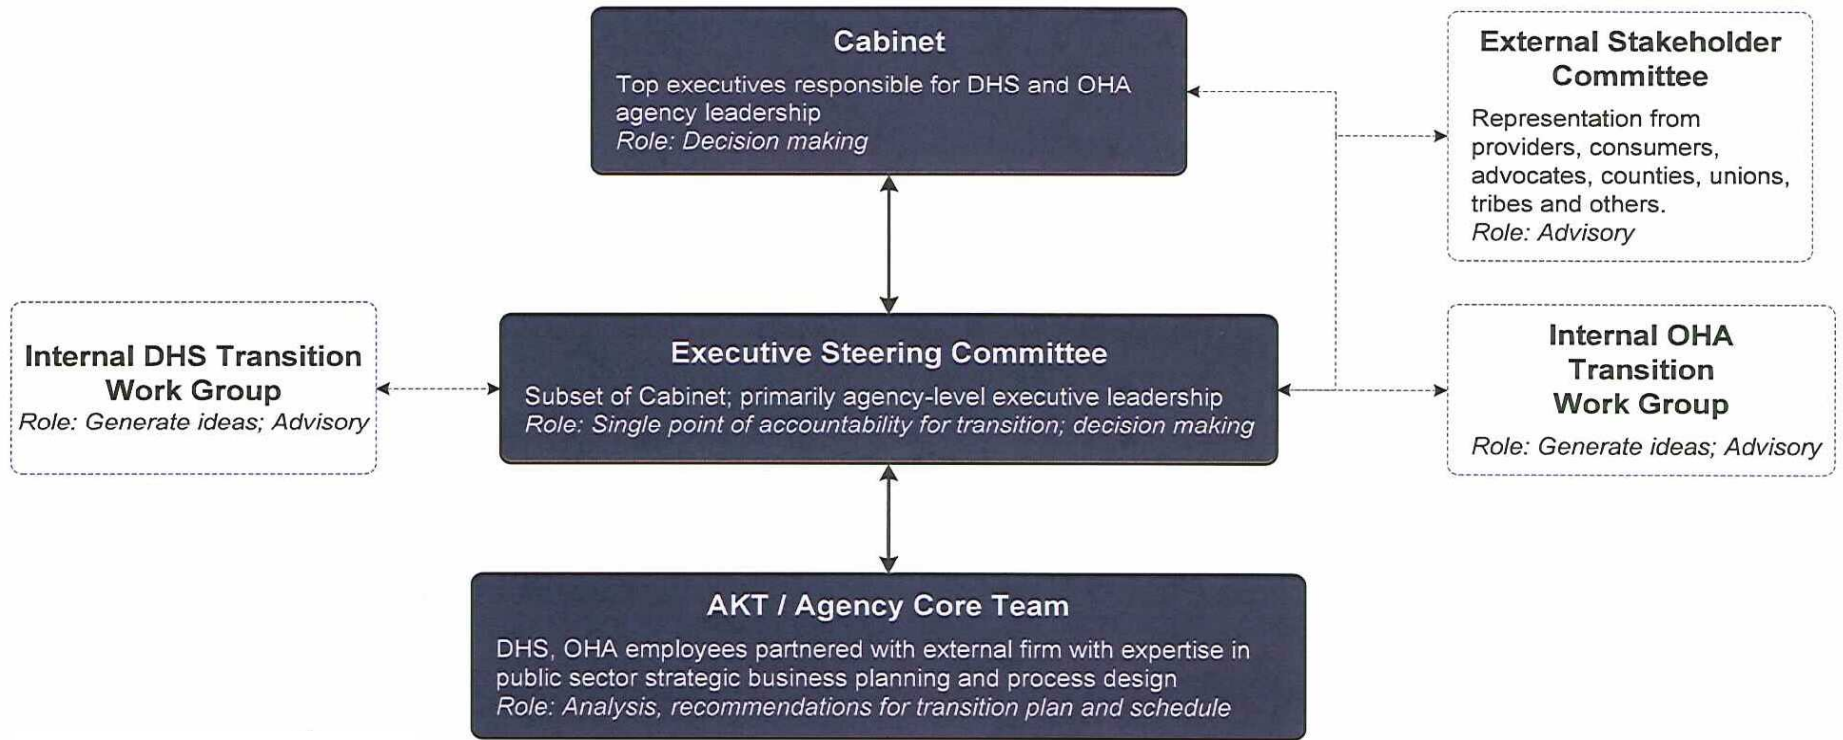 Cabinet
Top executives responsible for DHS and OHA
agency leadership
Role: Decision making
External Stakeholder
Committee
Representation from
providers, consumers,
advocates, counties, unions,
tribes and others.
Role: Advisory
Internal DHS Transition
Work Group
Role: Generate ideas; Advisory
Executive Steering Committee
Subset of Cabinet; primarily agency-level executive leadership
Role: Single point of accountability for transition; decision making
Internal OHA
Transition
Work Group
Role: Generate ideas; Advisory
AKT / Agency Core Team
DHS, OHA employees partnered with external firm with expertise in
public sector strategic business planning and process design
Role: Analysis, recommendations for transition plan and schedule